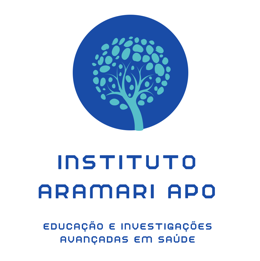 INSTITUTO
ARAMARI APO
EDUCAÇÃO E INVESTIGAÇÕES
AVANÇADAS EM SAÚDE